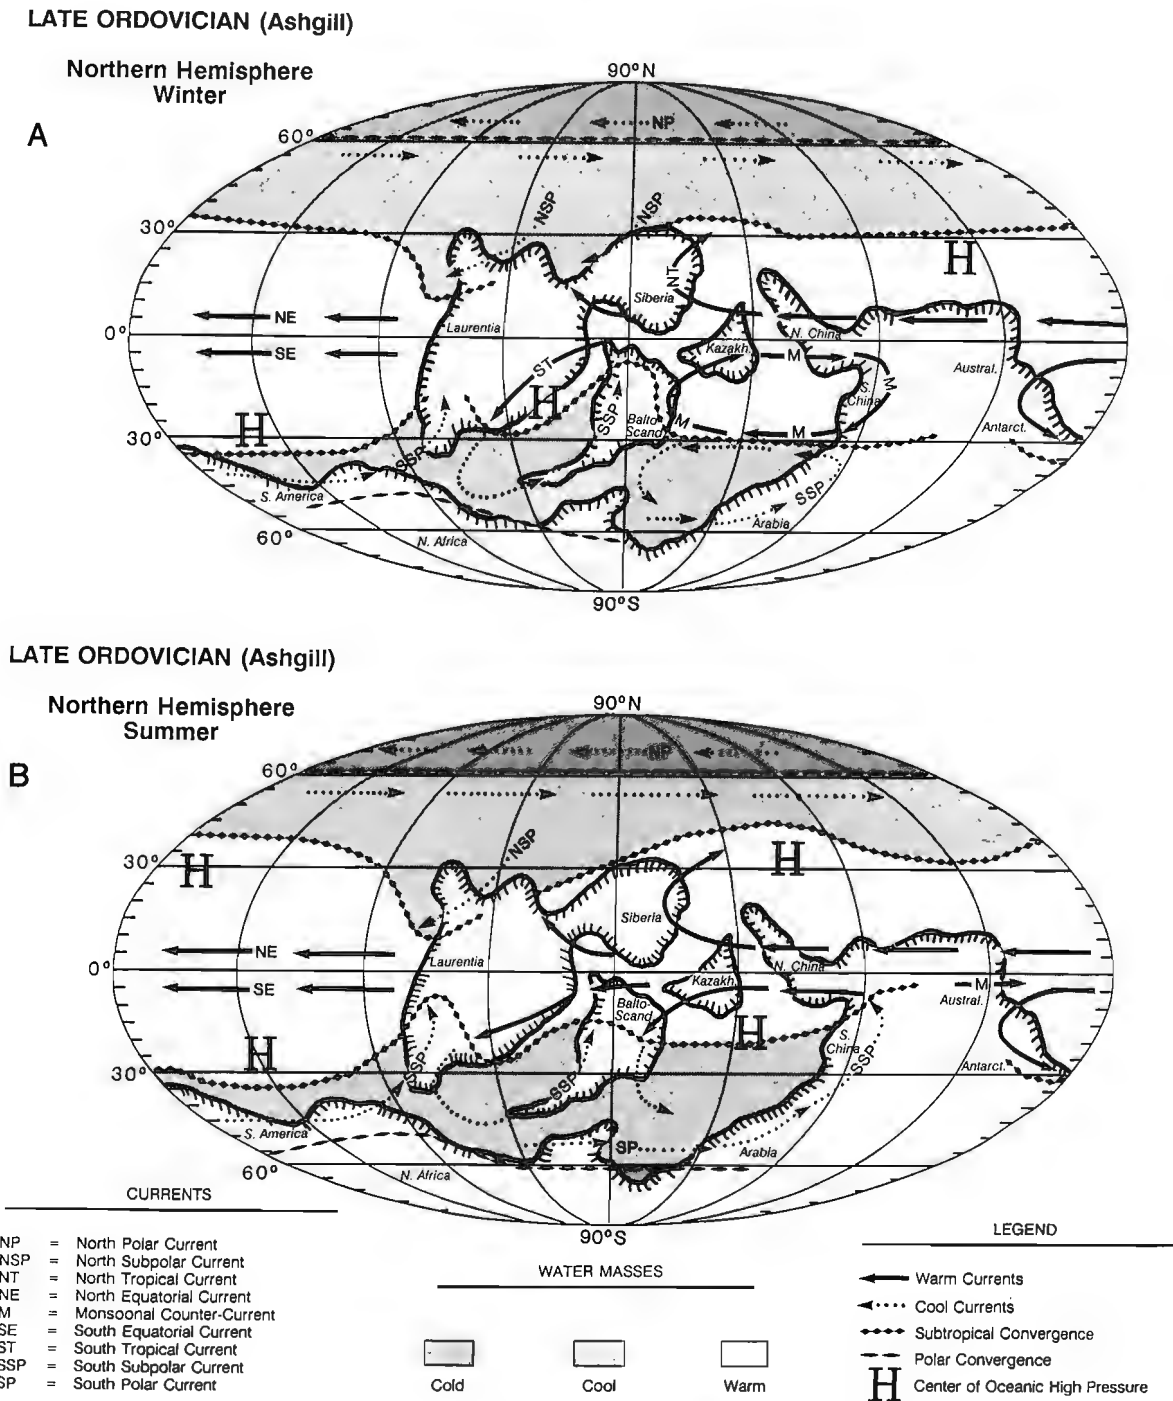 LATE ORDOVICIAN (Ashgill)
Northern Hemisphere
Winter
A
90°N
60°
NP
NSP
NSP
30°
H
NT
Siberia
NE
Laurentia
N. China
0°
SE
Kazakh.
M
ST
Austral.
M
H
S.
China
H
SSP
Balto-
Scand.
M
M
Antarct.
30°
SSP
S. America
SSP
Arabia
N. Africa
60°
90°S
LATE ORDOVICIAN (Ashgill)
Northern Hemisphere
Summer
B
90°N
NP
60°
NSP
30°
H
H
Siberia
NE
Laurentia
N. China
0°
Kazakh.
SE
M
Balto-
Scand.
Austral.
H
H
S.
China
SSP
SSP
Antarct.
30°
SSP
S. America
SP
Arabia
60°
N. Africa
90°S
CURRENTS
NP = North Polar Current
NSP = North Subpolar Current
NT = North Tropical Current
NE = North Equatorial Current
M = Monsoonal Counter-Current
SE = South Equatorial Current
ST = South Tropical Current
SSP = South Subpolar Current
SP = South Polar Current
WATER MASSES
Cold
Cool
Warm
LEGEND
Warm Currents
Cool Currents
Subtropical Convergence
Polar Convergence
H Center of Oceanic High Pressure